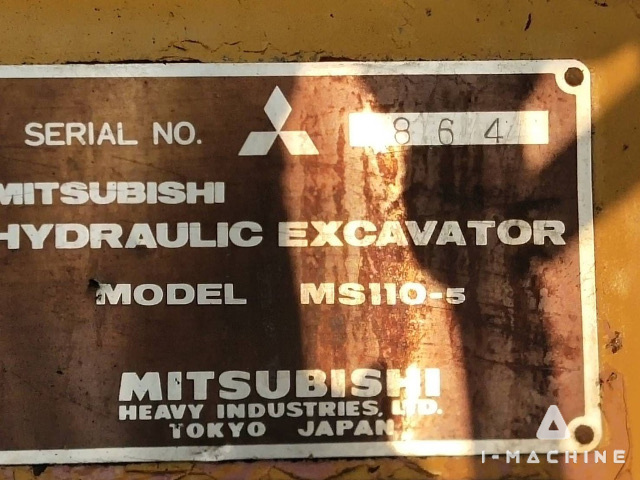 SERIAL NO. 864
MITSUBISHI
HYDRAULIC EXCAVATOR
MODEL MS110-5
MITSUBISHI
HEAVY INDUSTRIES, LTD.
TOKYO JAPAN
I-MACHINE